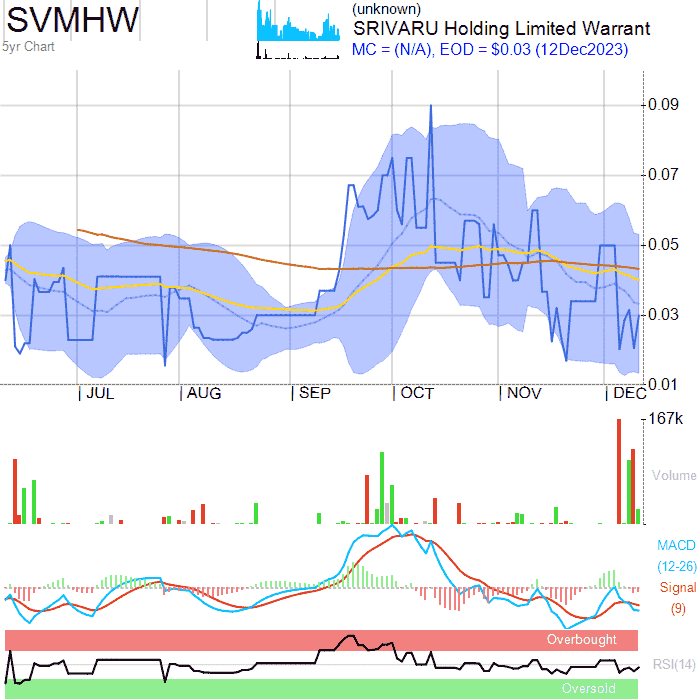 SVMHW
5yr Chart
(unknown)
SRIVARU Holding Limited Warrant
MC = (N/A), EOD = $0.03 (12Dec2023)
0.09
0.07
0.05
0.03
0.01
| JUL | AUG | SEP | OCT | NOV | DEC
167k
Volume
MACD
(12-26)
Signal
(9)
Overbought
RSI(14)
Oversold